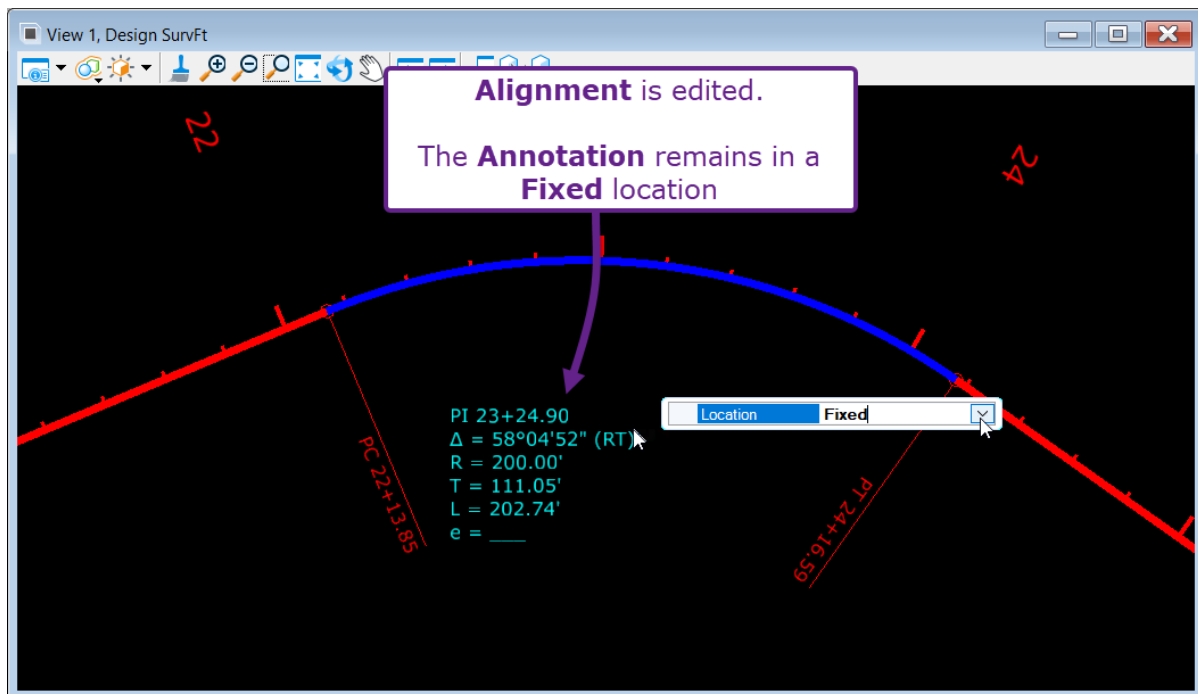 View 1, Design SurvFt
Alignment is edited.
The Annotation remains in a
Fixed location
22
24
PI 23+24.90
Δ = 58°04'52" (RT)
R = 200.00'
T = 111.05'
L = 202.74'
e = ___
Location Fixed
PC 22+13.85
PT 24+16.59